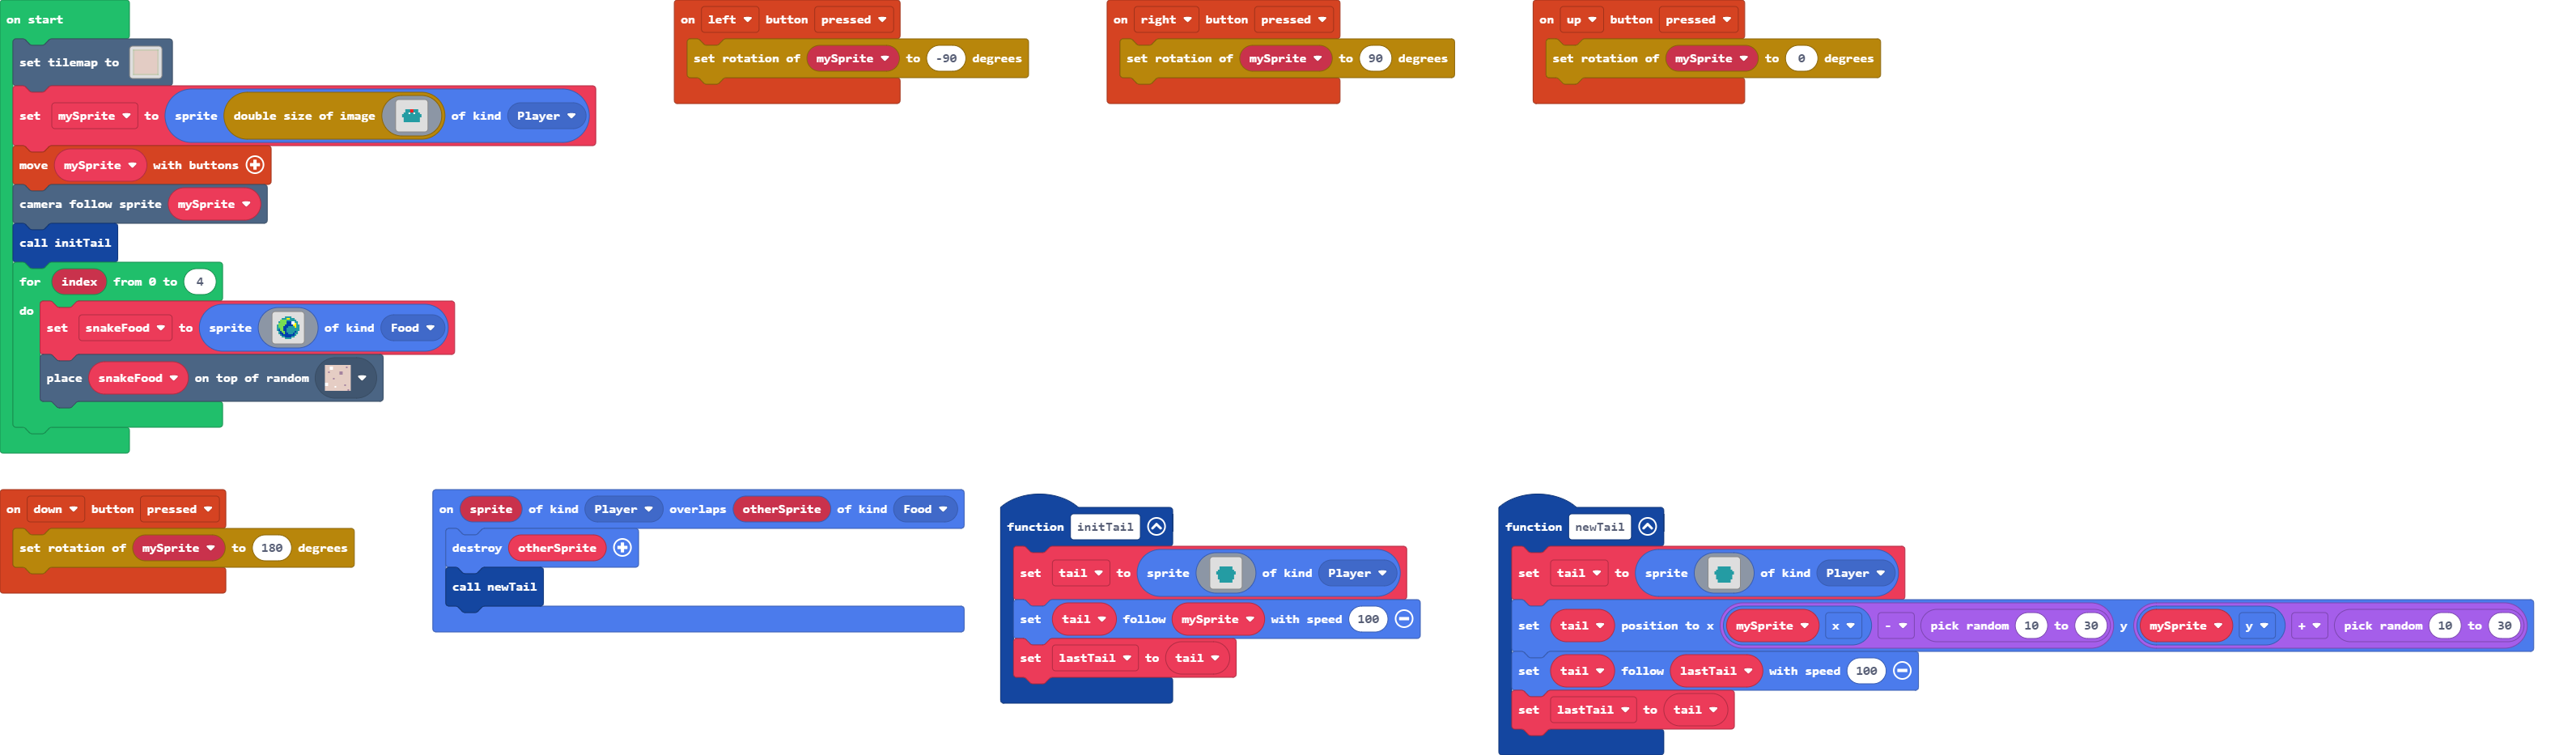 on start
set tilemap to
set mySprite to sprite double size of image of kind Player
move mySprite with buttons
camera follow sprite mySprite
call initTail
for index from 0 to 4
do
set snakeFood to sprite of kind Food
place snakeFood on top of random
on left button pressed
set rotation of mySprite to -90 degrees
on right button pressed
set rotation of mySprite to 90 degrees
on up button pressed
set rotation of mySprite to 0 degrees
on down button pressed
set rotation of mySprite to 180 degrees
on sprite of kind Player overlaps otherSprite of kind Food
destroy otherSprite
call newTail
function initTail
set tail to sprite of kind Player
set tail follow mySprite with speed 100
set lastTail to tail
function newTail
set tail to sprite of kind Player
set tail position to x mySprite x - pick random 10 to 30 y mySprite y + pick random 10 to 30
set tail follow lastTail with speed 100
set lastTail to tail